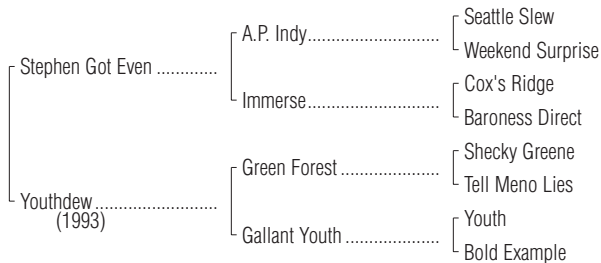 Seattle Slew
A.P. Indy..............................
Weekend Surprise
Stephen Got Even .............
Cox's Ridge
Immerse..............................
Baroness Direct
Shecky Greene
Green Forest ......................
Tell Meno Lies
Youthdew............................
(1993)
Youth
Gallant Youth .....................
Bold Example